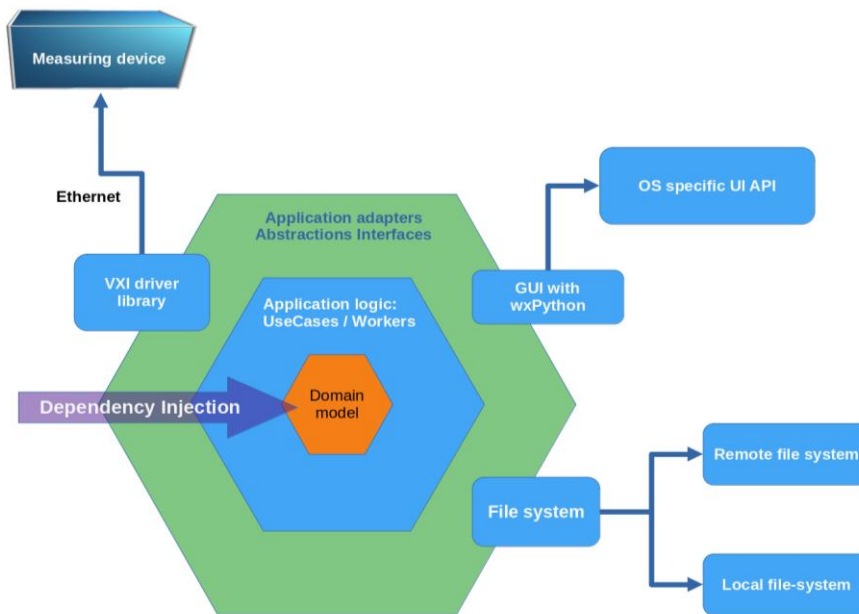 Measuring device
Ethernet
OS specific UI API
Application adapters
Abstractions Interfaces
VXI driver
library
GUI with
wxPython
Application logic:
UseCases / Workers
Dependency Injection
Domain
model
Remote file system
File system
Local file-system